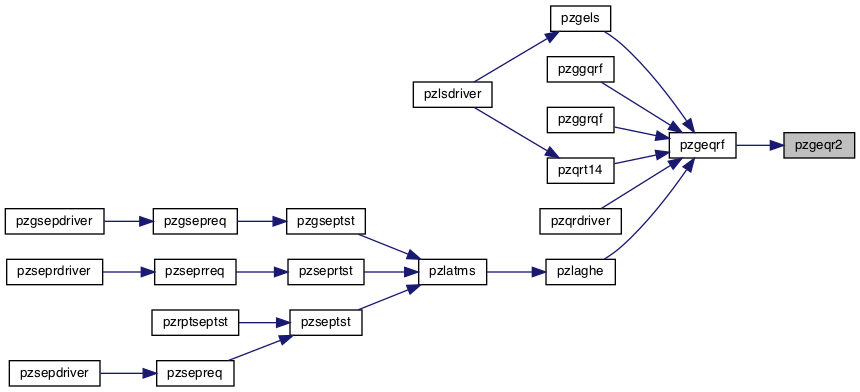 pzgels
pzggqrf
pzlsdriver
pzggrqf
pzgeqrf
pzgeqr2
pzqrt14
pzqrdriver
pzgsepdriver
pzgsepreq
pzgseptst
pzseprdriver
pzseprreq
pzseprtst
pzlatms
pzlaghe
pzrptseptst
pzseptst
pzsepdriver
pzsepreq